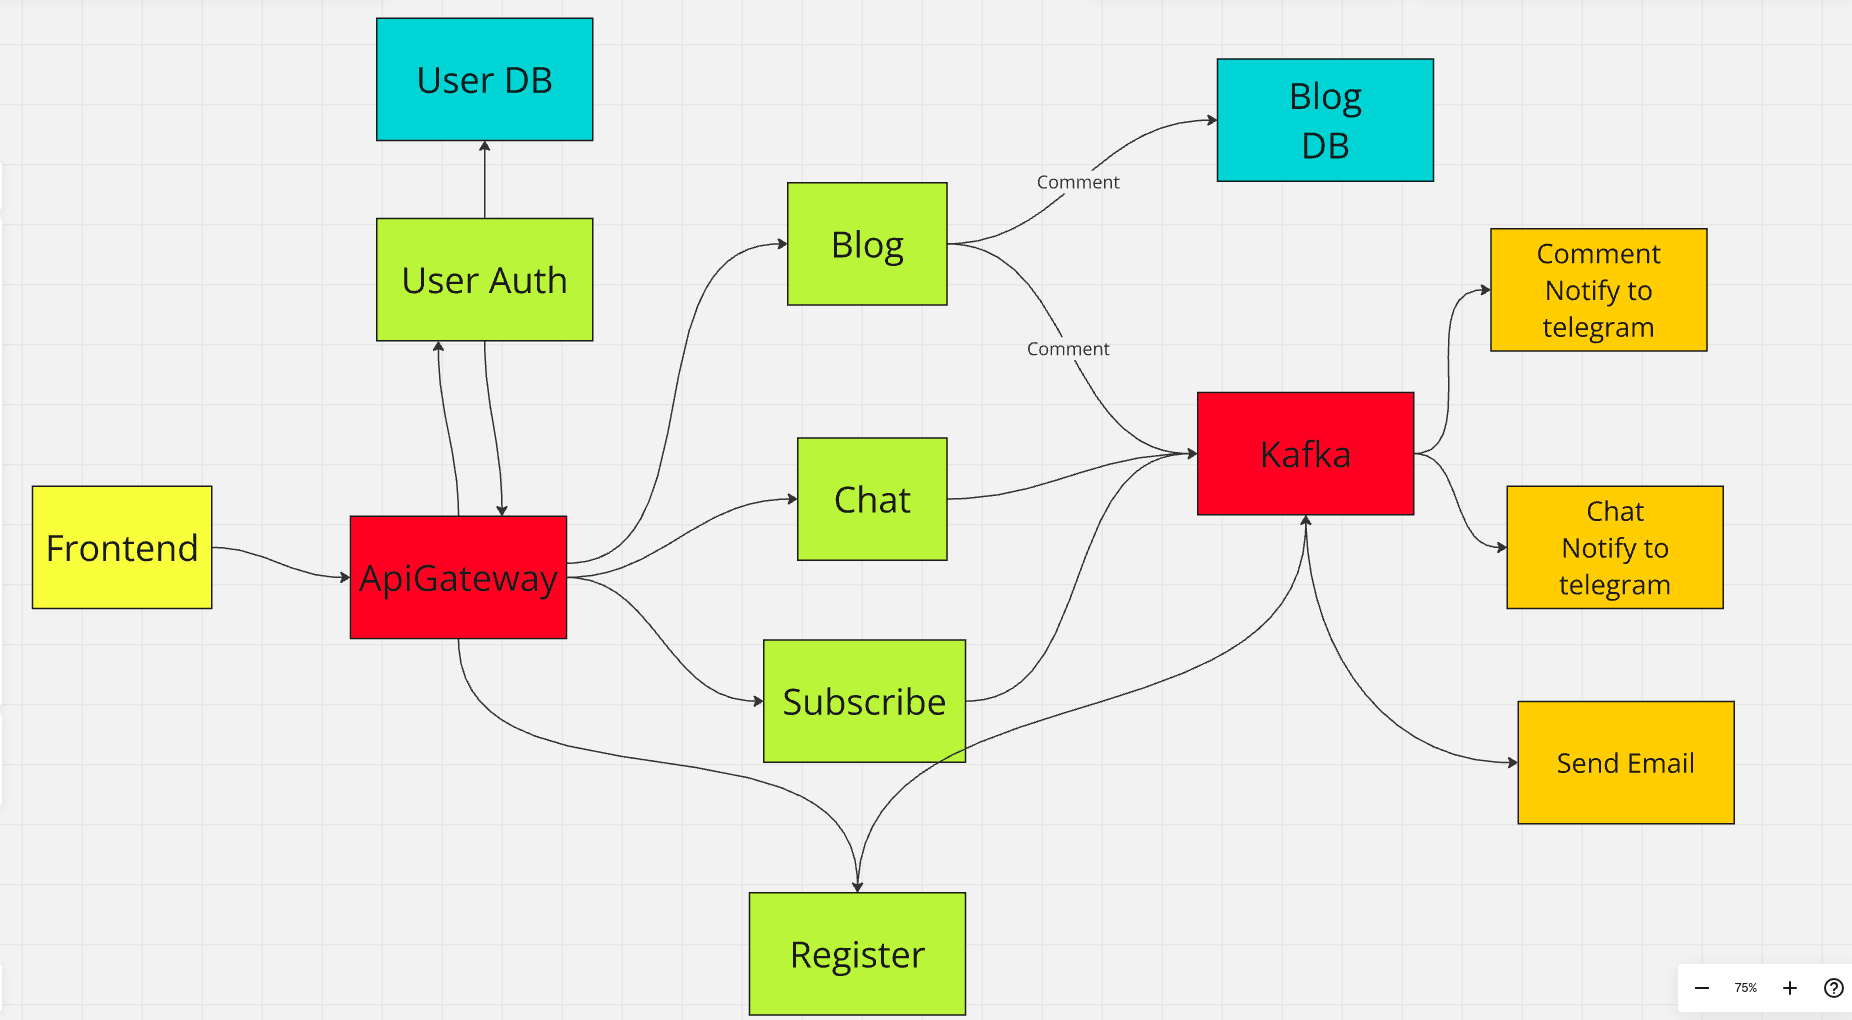 User DB
Blog
DB
Comment
User Auth
Blog
Comment
Notify to
telegram
Comment
Kafka
Chat
Chat
Notify to
telegram
Frontend
ApiGateway
Subscribe
Send Email
Register
75%